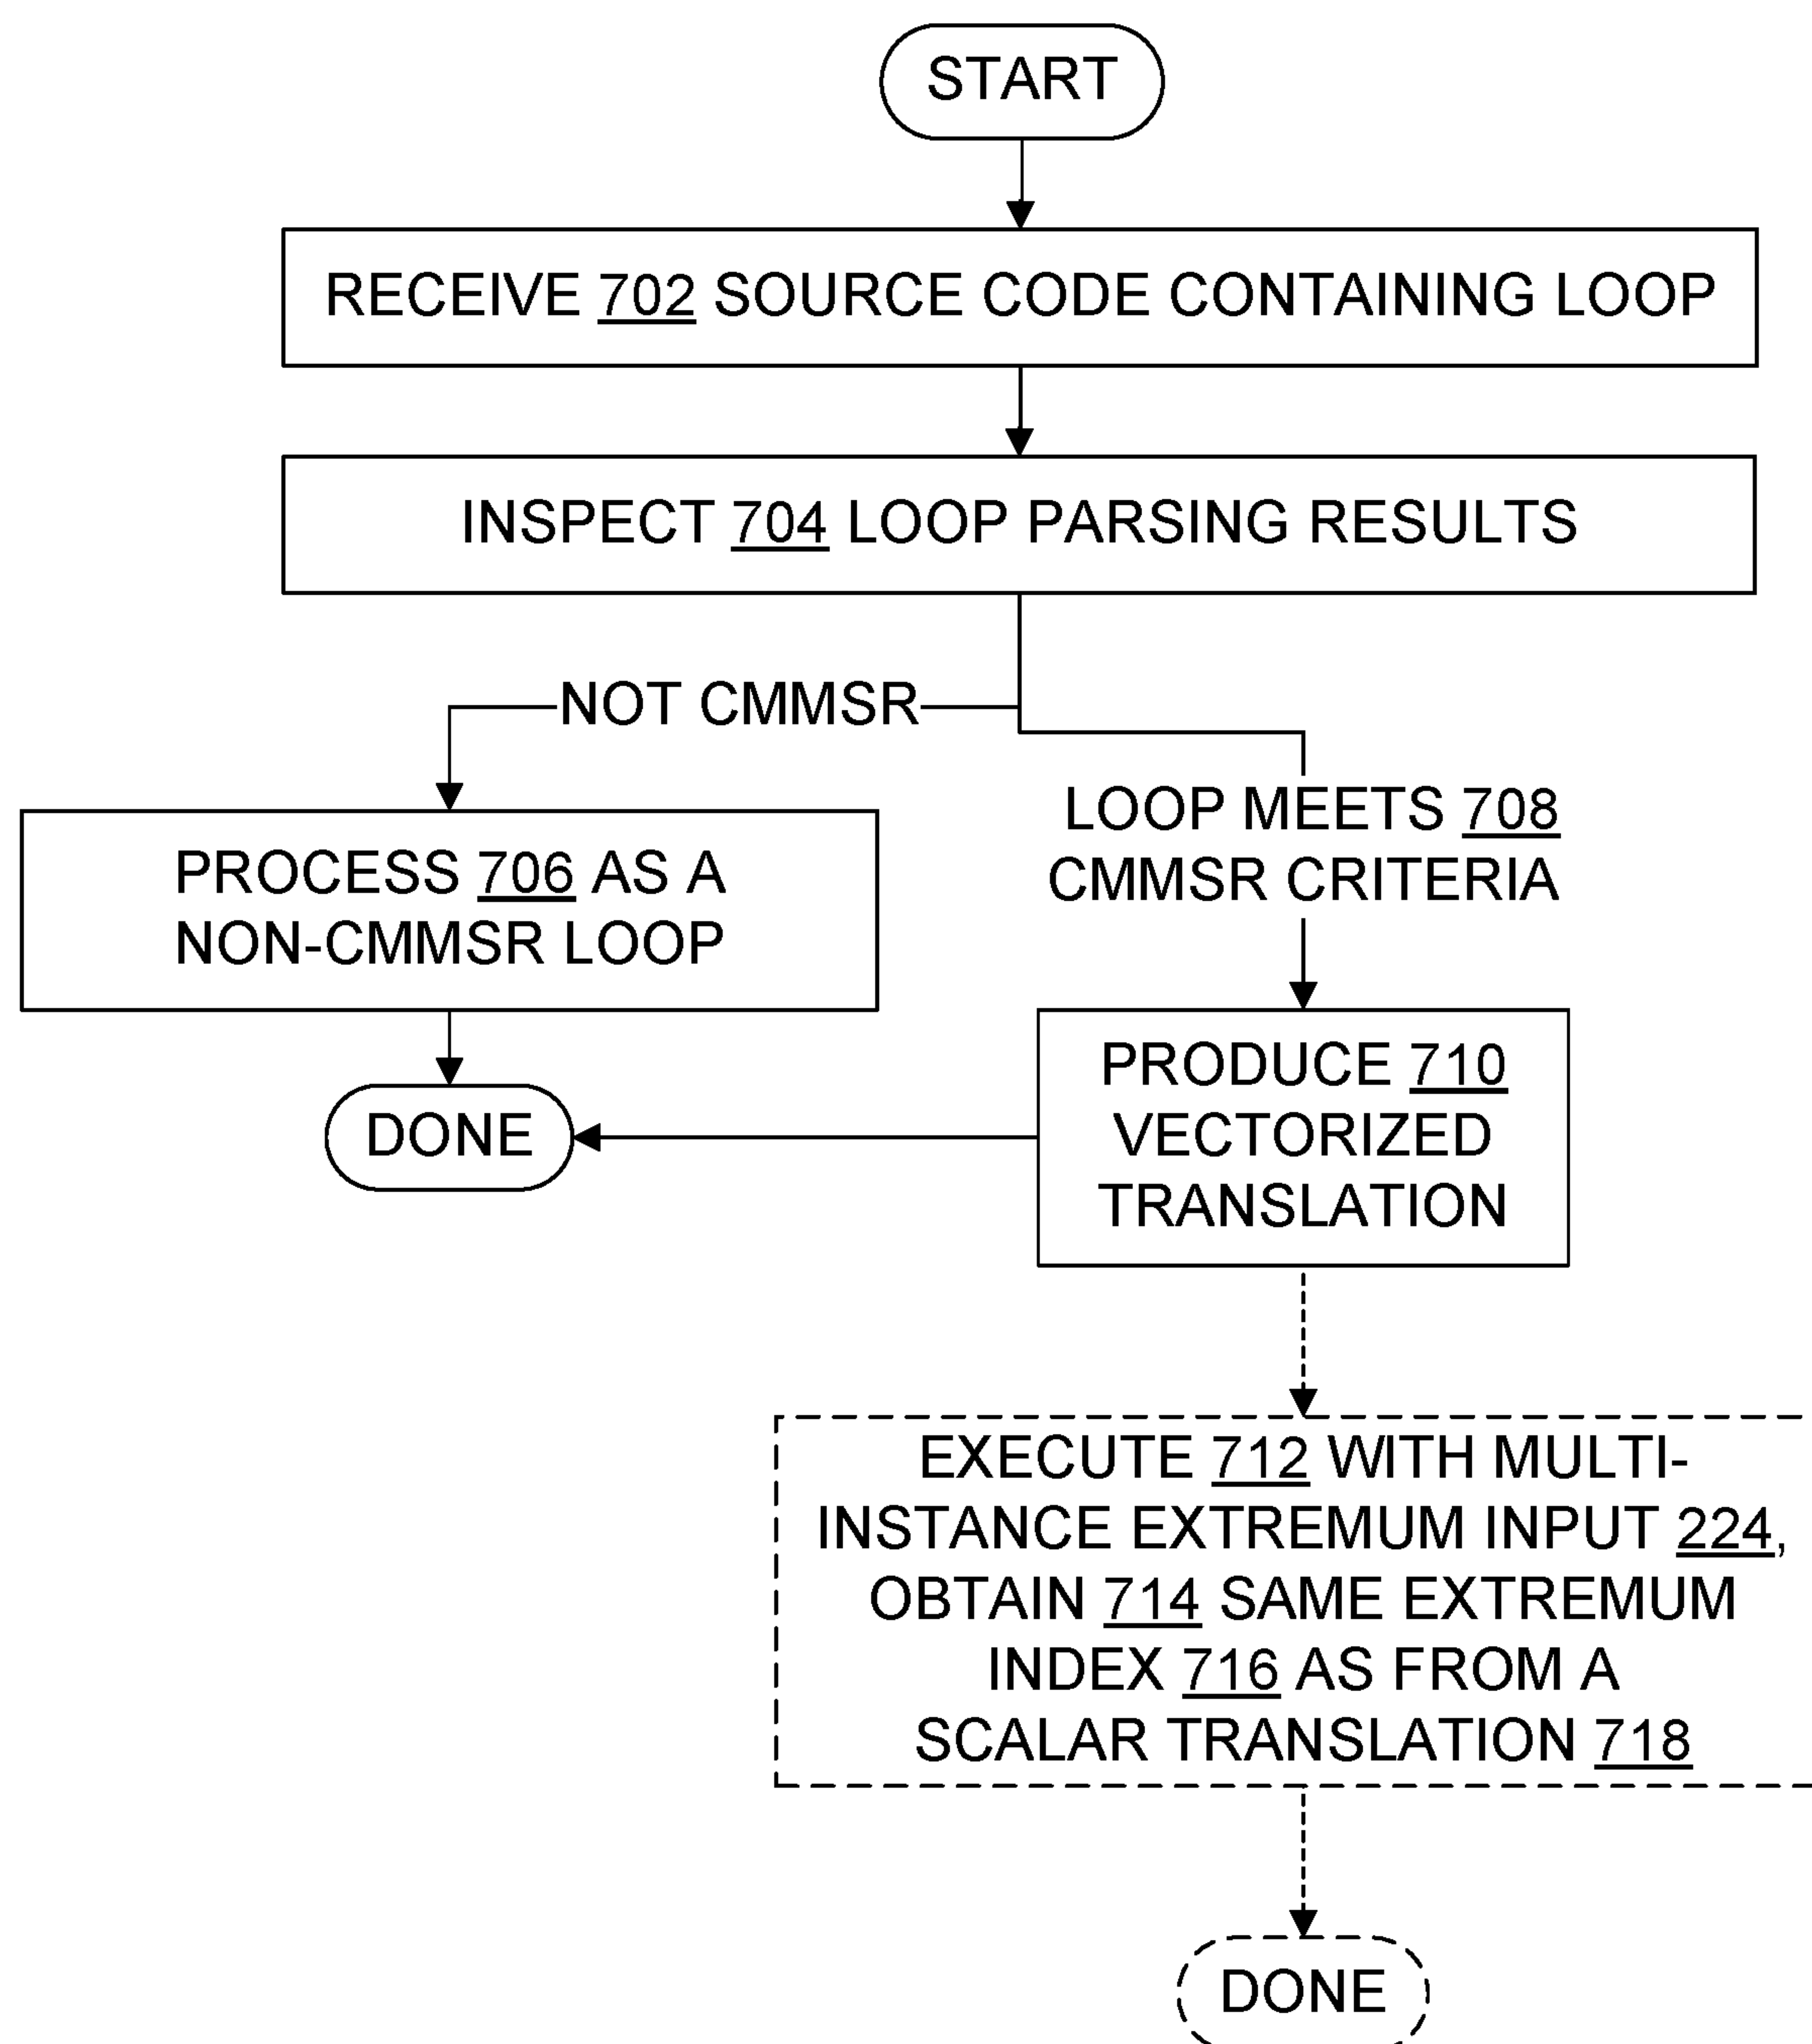 START
RECEIVE 702 SOURCE CODE CONTAINING LOOP
INSPECT 704 LOOP PARSING RESULTS
NOT CMMSR
LOOP MEETS 708
CMMSR CRITERIA
PROCESS 706 AS A
NON-CMMSR LOOP
PRODUCE 710
VECTORIZED
TRANSLATION
DONE
EXECUTE 712 WITH MULTI-
INSTANCE EXTREMUM INPUT 224,
OBTAIN 714 SAME EXTREMUM
INDEX 716 AS FROM A
SCALAR TRANSLATION 718
DONE